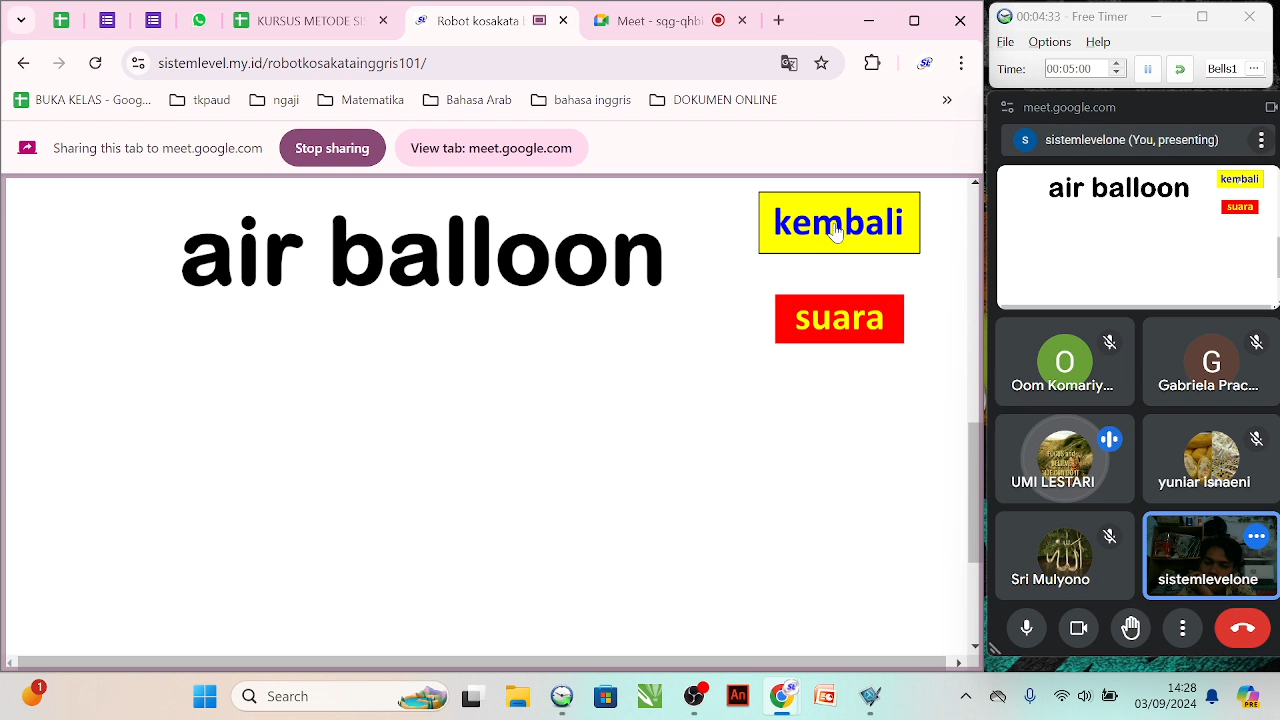 KURSUS METODE SI
Robot kosakata I
Meet - sqg-qhbi
sistemlevel.my.id/robotkosakatainggris101/
BUKA KELAS - Goog...
tkpaud
ngaji
Matematika
Bahasa Arab
bahasa inggris
DOKUMEN ONLINE
Sharing this tab to meet.google.com
Stop sharing
View tab: meet.google.com
air balloon
kembali
suara
00:04:33 - Free Timer
File Options Help
Time: 00:05:00 Bells1 ...
meet.google.com
S sistemlevelone (You, presenting)
air balloon
kembali
suara
O
Oom Komariy...
G
Gabriela Prac...
UMI LESTARI
yuniar isnaeni
Sri Mulyono
sistemlevelone
1
Search
An
14:28
03/09/2024
PRE